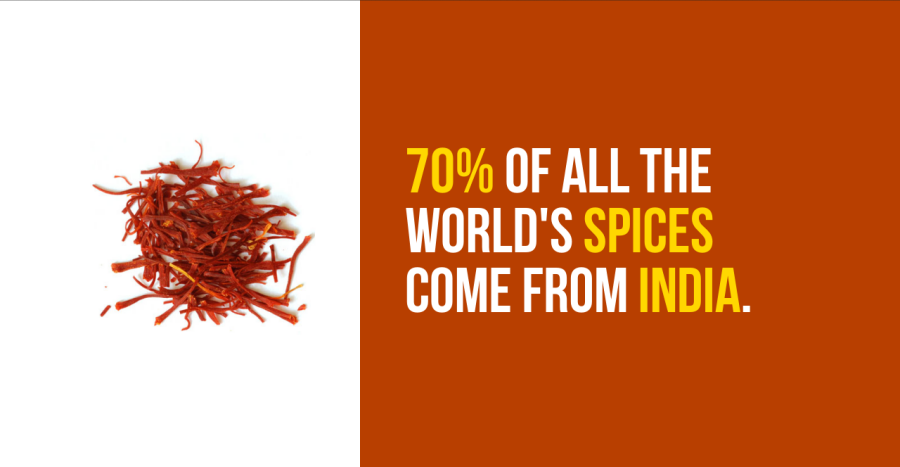 70% OF ALL THE
WORLD'S SPICES
COME FROM INDIA.